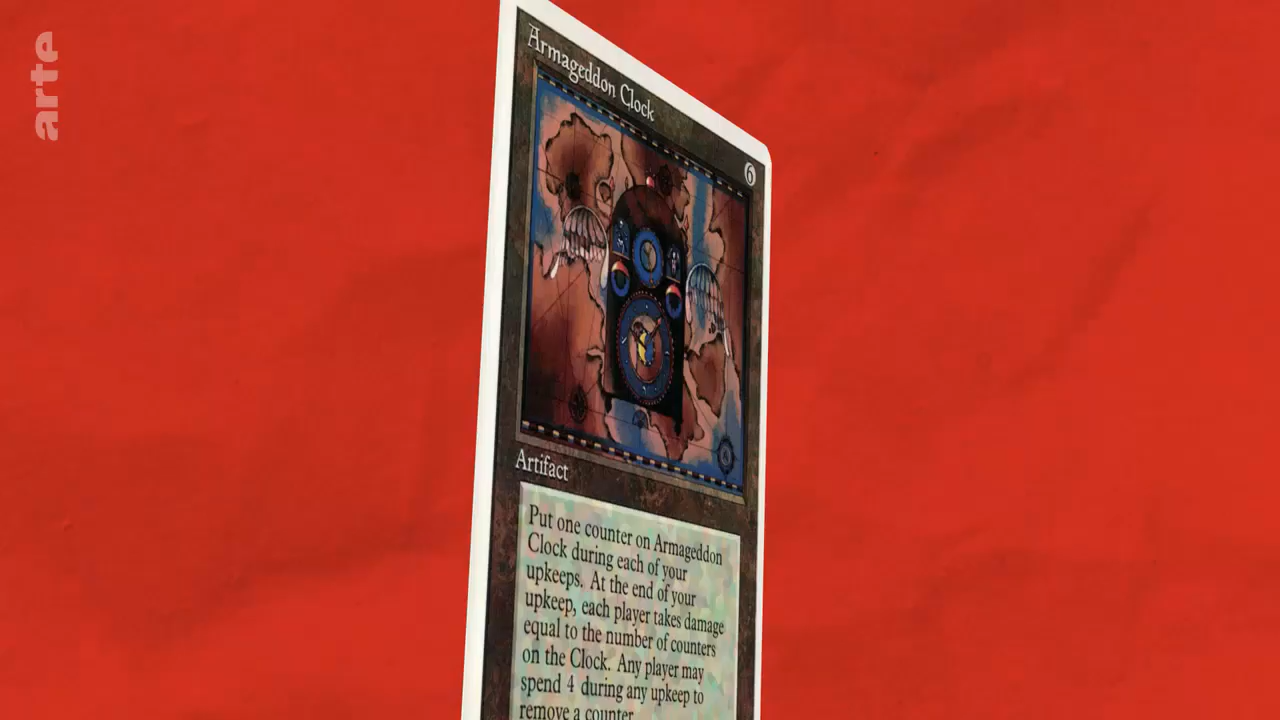 arte
Armageddon Clock
6
Artifact
Put one counter on Armageddon
Clock during each of your
upkeeps. At the end of your
upkeep, each player takes damage
equal to the number of counters
on the Clock. Any player may
spend 4 during any upkeep to
remove a counter.